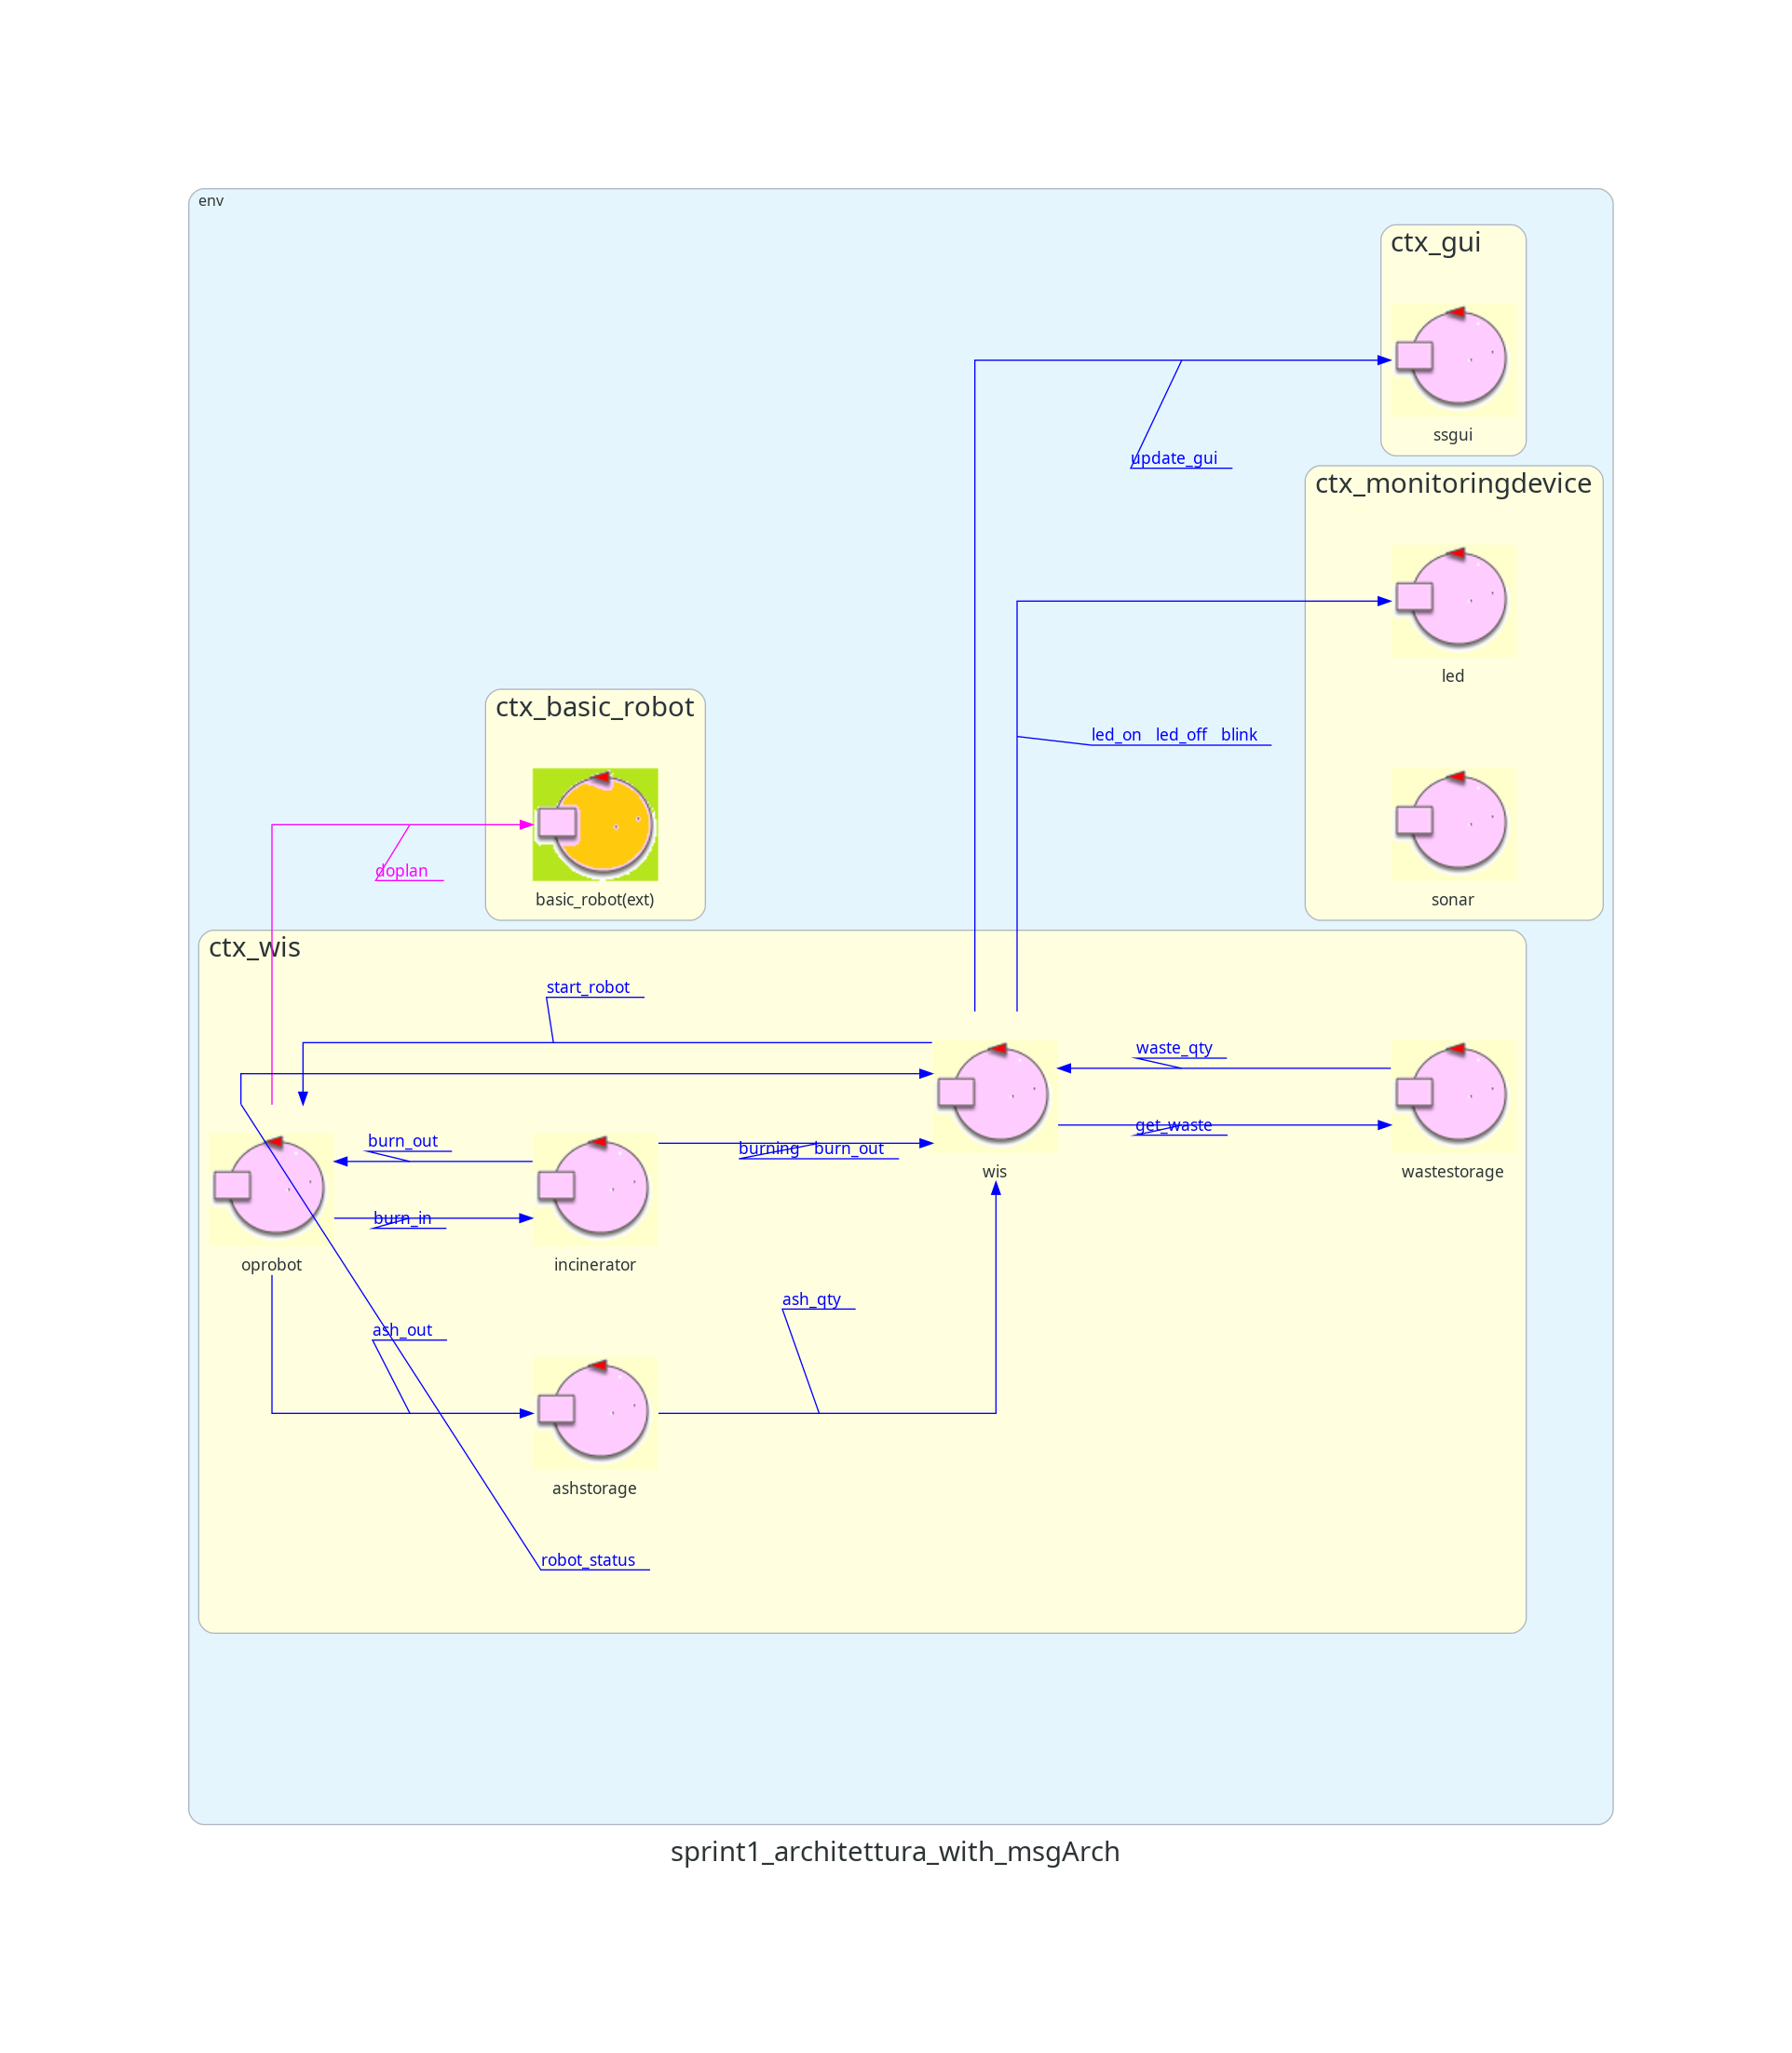 env
ctx_gui
ssgui
update_gui
ctx_monitoringdevice
led
led_on led_off blink
ctx_basic_robot
doplan
basic_robot(ext)
sonar
ctx_wis
start_robot
waste_qty
burn_out
burning burn_out
get_waste
wis
wastestorage
burn_in
oprobot
incinerator
ash_qty
ash_out
ashstorage
robot_status
sprint1_architettura_with_msgArch